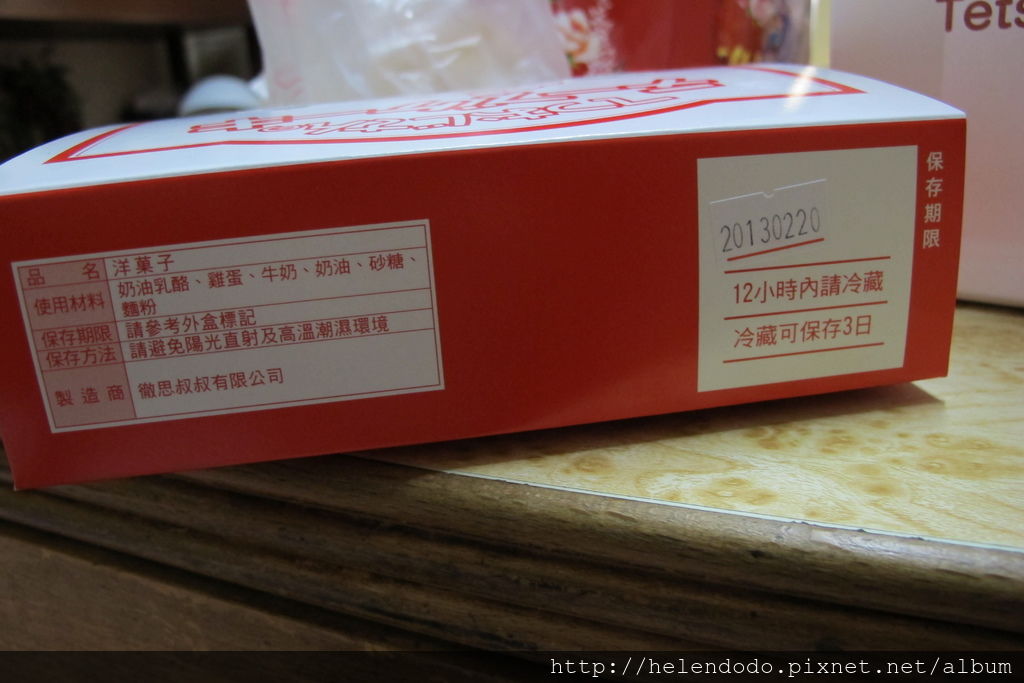 Tets
品名 洋菓子
使用材料 奶油乳酪、雞蛋、牛奶、奶油、砂糖、
麵粉
保存期限 請參考外盒標記
保存方法 請避免陽光直射及高溫潮濕環境
製造商 徹思叔叔有限公司
保存期限
20130220
12小時內請冷藏
冷藏可保存3日
http://helendodo.pixnet.net/album